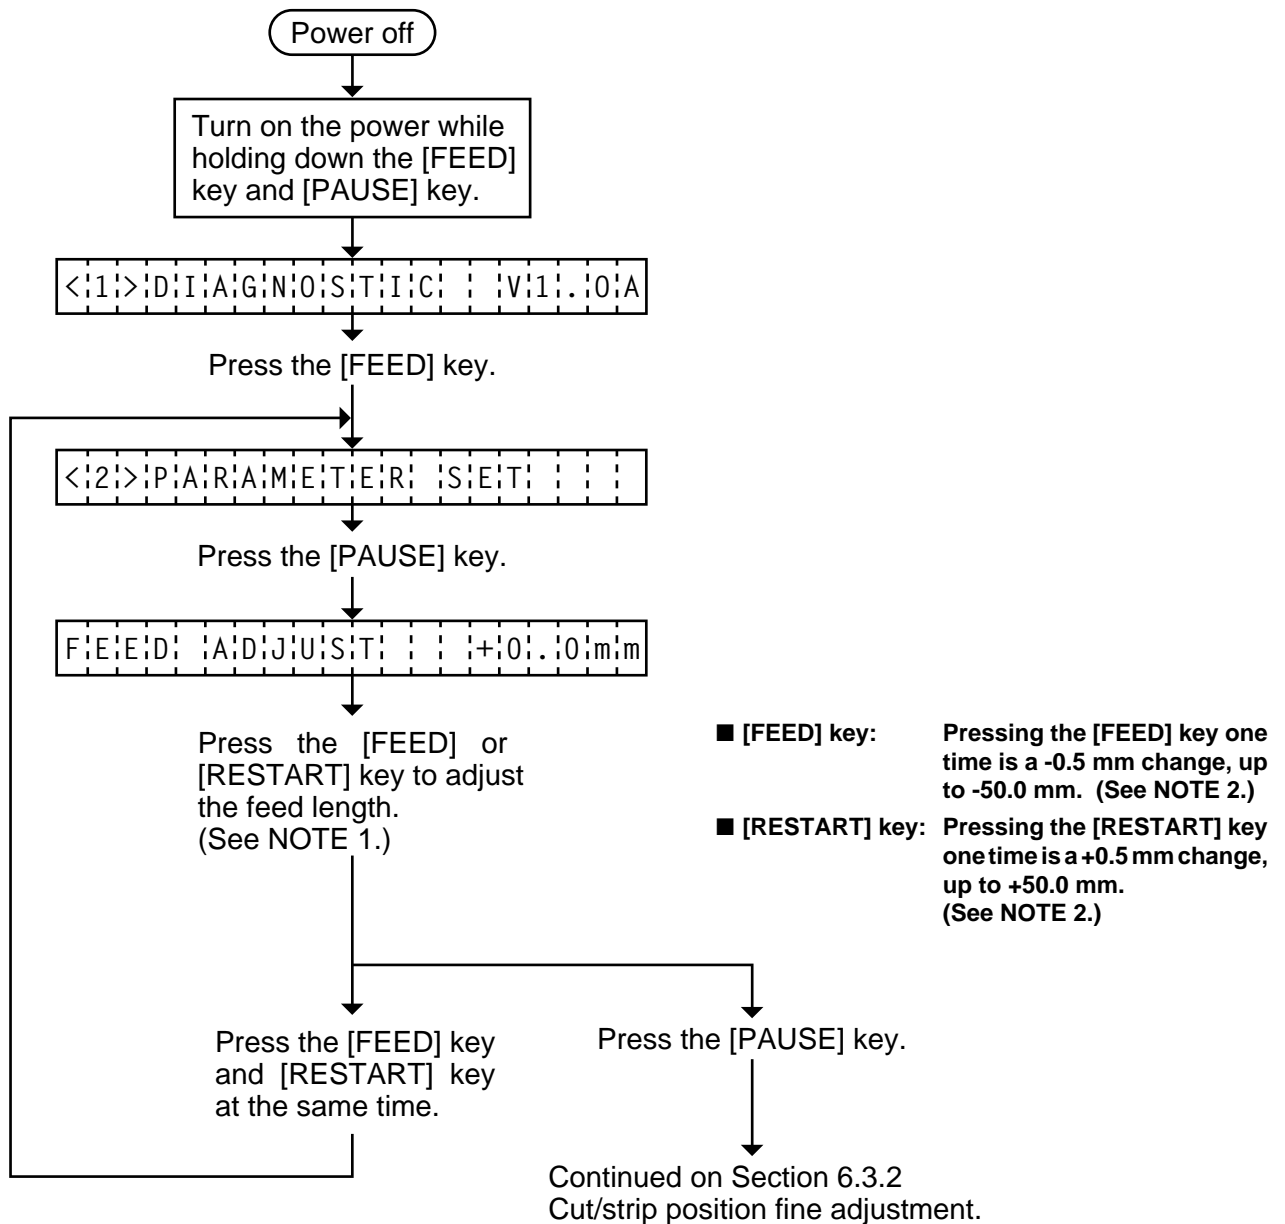 Power off
Turn on the power while
holding down the [FEED]
key and [PAUSE] key.
<1>DIAGNOSTIC  V1.0A
Press the [FEED] key.
<2>PARAMETER SET
Press the [PAUSE] key.
FEED ADJUST   +0.0mm
Press the [FEED] or
[RESTART] key to adjust
the feed length.
(See NOTE 1.)
■ [FEED] key: Pressing the [FEED] key one
time is a -0.5 mm change, up
to -50.0 mm. (See NOTE 2.)
■ [RESTART] key: Pressing the [RESTART] key
one time is a +0.5 mm change,
up to +50.0 mm.
(See NOTE 2.)
Press the [FEED] key
and [RESTART] key
at the same time.
Press the [PAUSE] key.
Continued on Section 6.3.2
Cut/strip position fine adjustment.